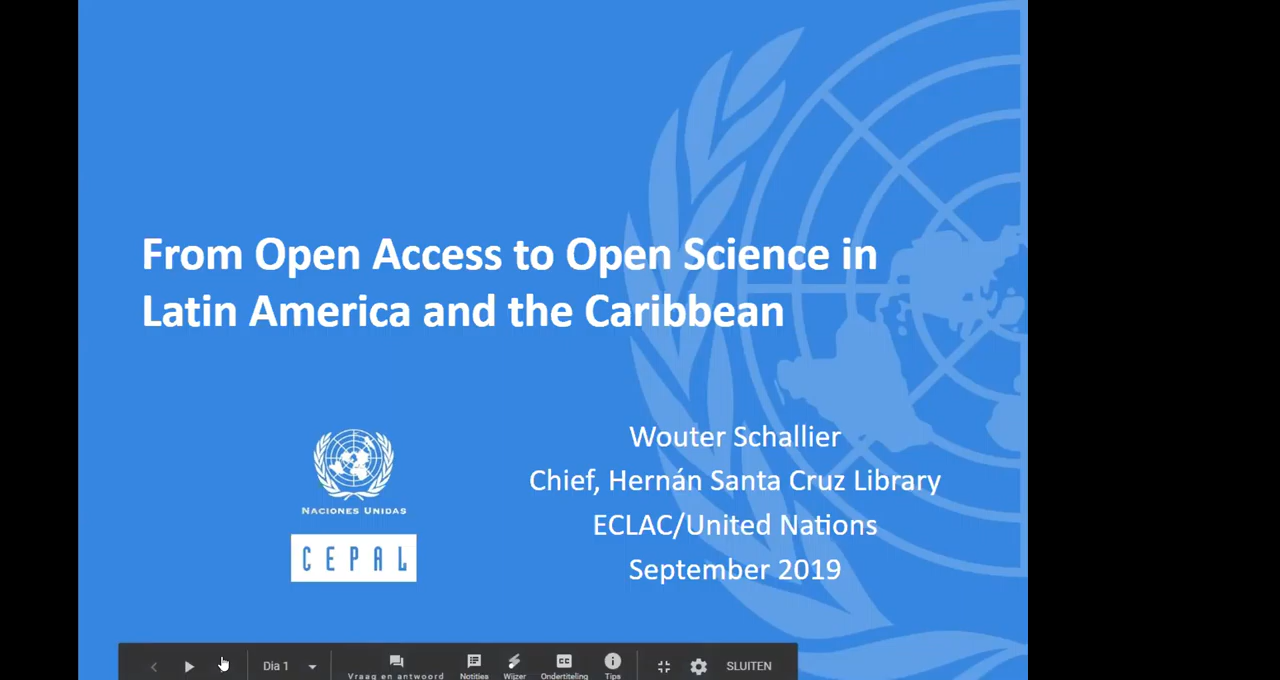 From Open Access to Open Science in
Latin America and the Caribbean
Wouter Schallier
Chief, Hernán Santa Cruz Library
ECLAC/United Nations
September 2019
NACIONES UNIDAS
CEPAL
Dia 1
Vraag en antwoord
Notities
Wijzer
Ondertiteling
Tips
SLUITEN